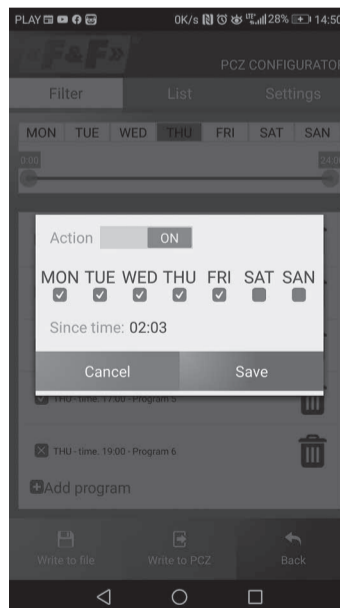 PLAY 0K/s 28% 14:50
«F&F»
PCZ CONFIGURATOR
Filter List Settings
MON TUE WED THU FRI SAT SAN
0:00 24:0
Action ON
MON TUE WED THU FRI SAT SAN
Since time: 02:03
Cancel Save
THU - time. 17:00 - Program 5
THU - time. 19:00 - Program 6
Add program
Write to file Write to PCZ Back